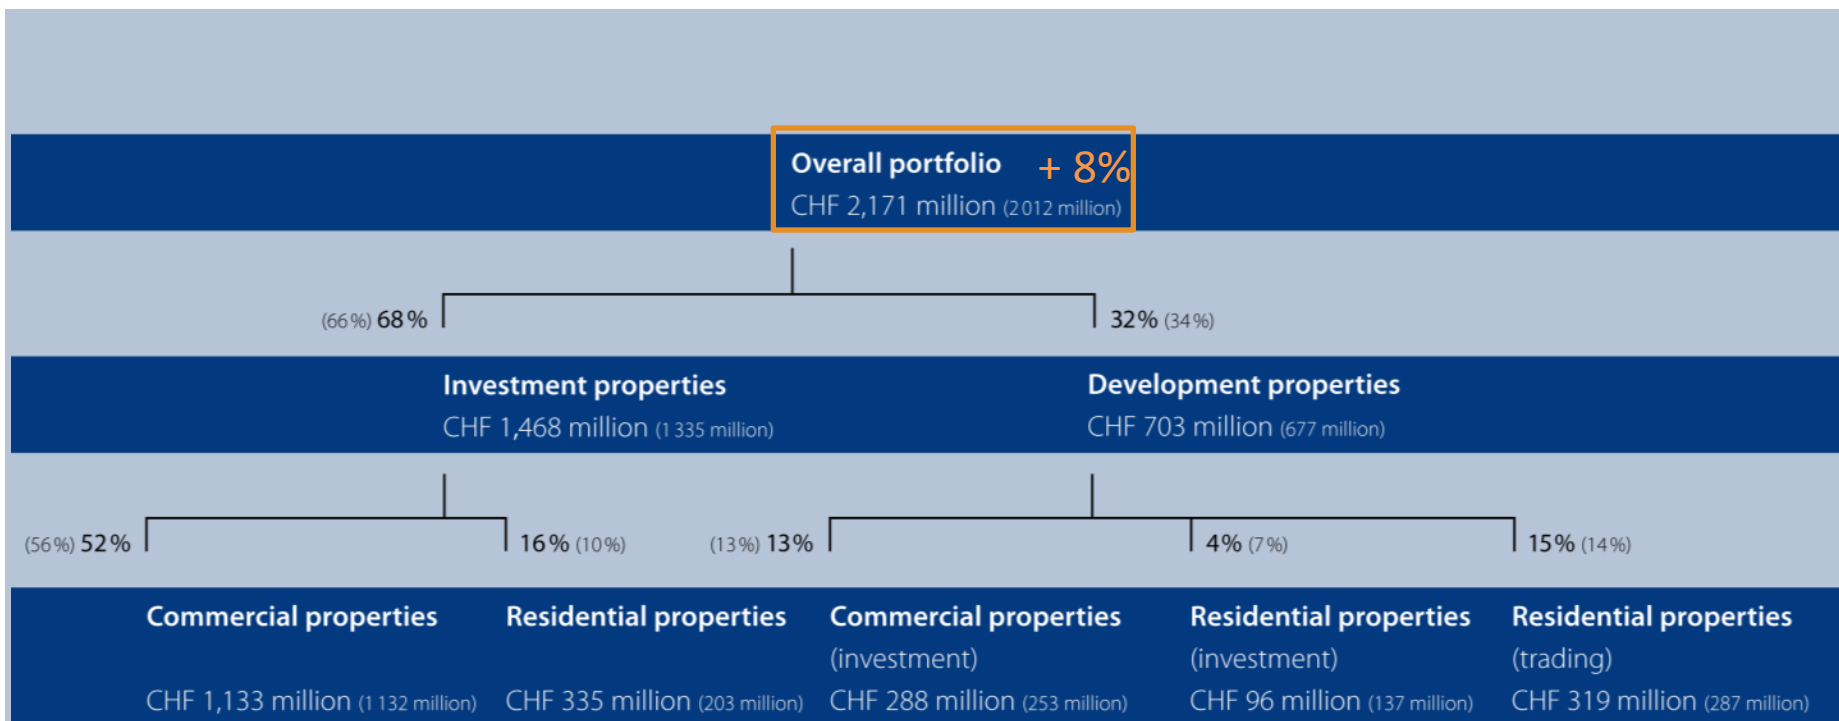 Overall portfolio + 8%
CHF 2,171 million (2 012 million)
(66 %) 68 %
32% (34 %)
Investment properties
CHF 1,468 million (1 335 million)
Development properties
CHF 703 million (677 million)
(56 %) 52 %
16 % (10 %)
(13 %) 13%
4% (7 %)
15 % (14 %)
Commercial properties
CHF 1,133 million (1 132 million)
Residential properties
CHF 335 million (203 million)
Commercial properties
(investment)
CHF 288 million (253 million)
Residential properties
(investment)
CHF 96 million (137 million)
Residential properties
(trading)
CHF 319 million (287 million)